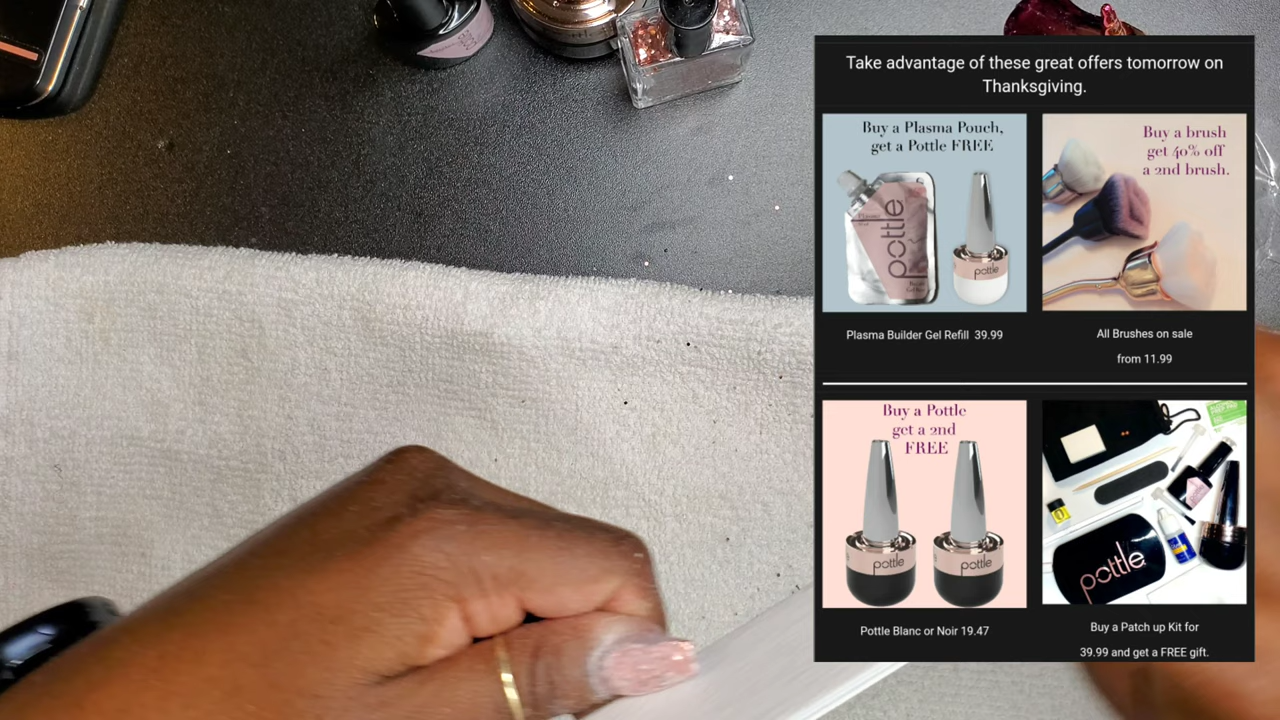 Take advantage of these great offers tomorrow on
Thanksgiving.
Buy a Plasma Pouch,
get a Pottle FREE
pottle
pottle
Plasma Builder Gel Refill 39.99
Buy a brush
get 40% off
a 2nd brush.
All Brushes on sale
from 11.99
Buy a Pottle
get a 2nd
FREE
pottle
pottle
Pottle Blanc or Noir 19.47
pottle
Buy a Patch up Kit for
39.99 and get a FREE gift.